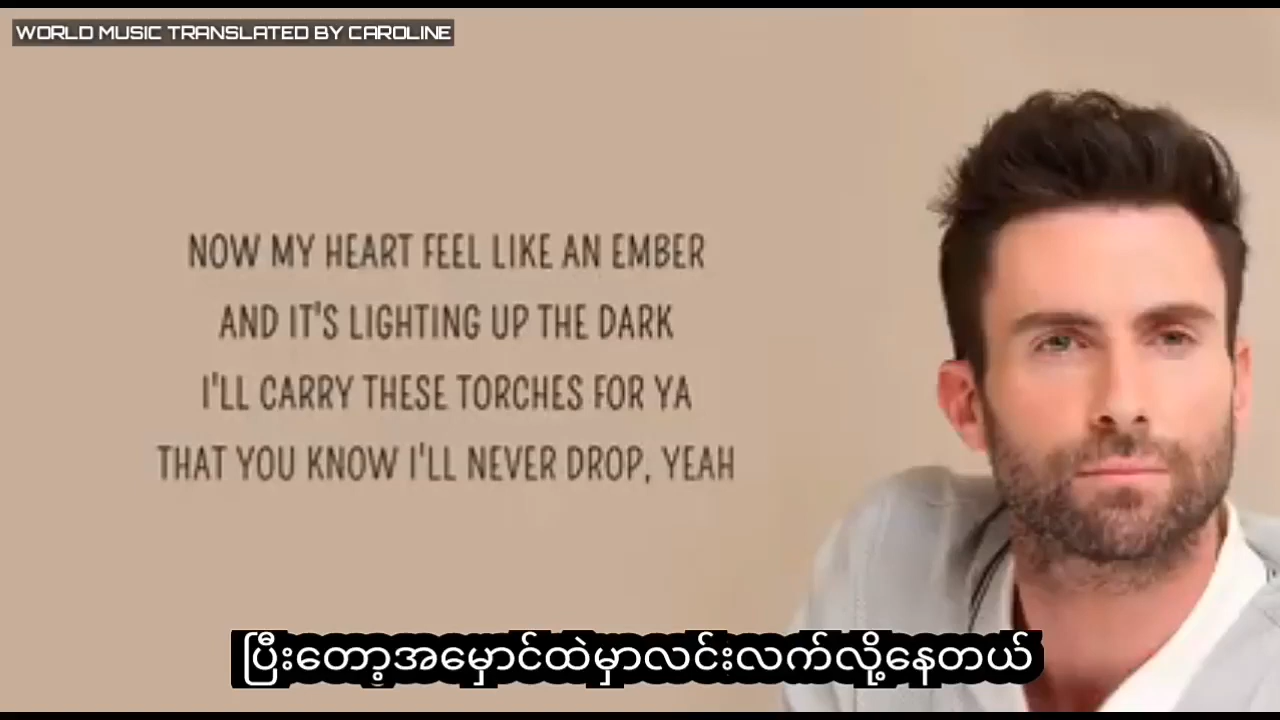 WORLD MUSIC TRANSLATED BY CAROLINE
NOW MY HEART FEEL LIKE AN EMBER
AND IT'S LIGHTING UP THE DARK
I'LL CARRY THESE TORCHES FOR YA
THAT YOU KNOW I'LL NEVER DROP, YEAH
ပြီးတော့အမှောင်ထဲမှာလင်းလက်လို့နေတယ်